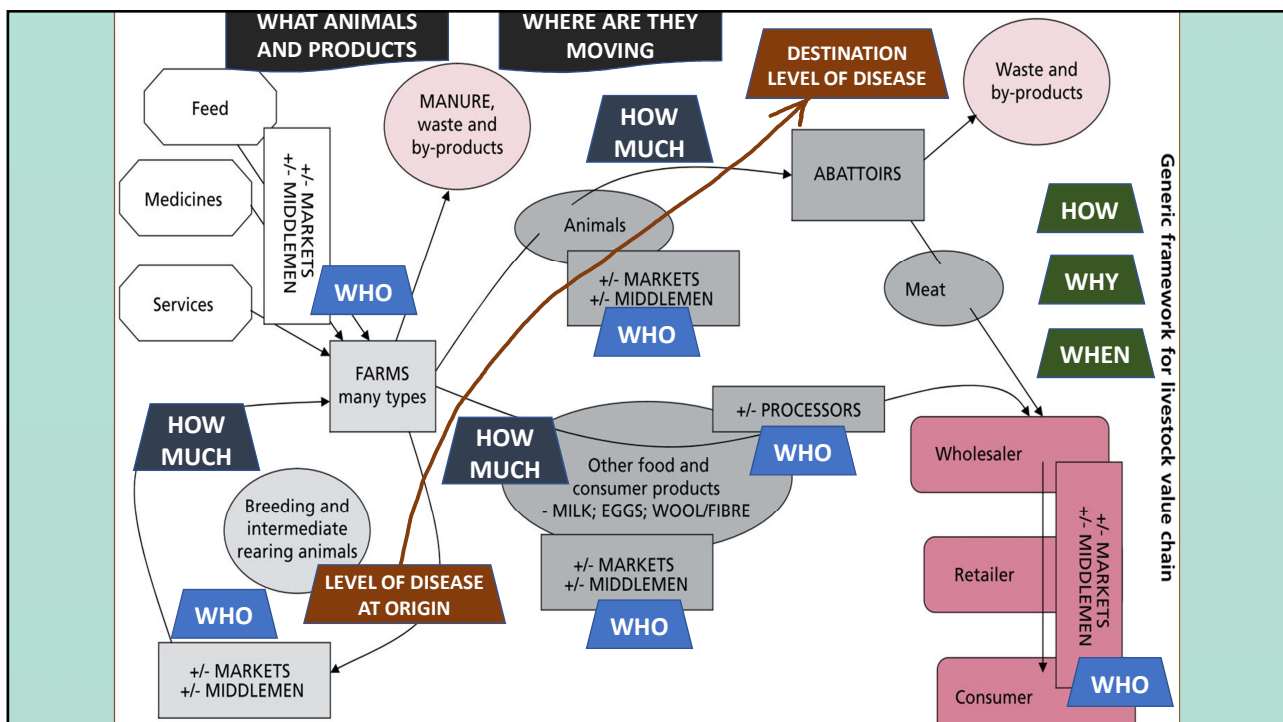 WHAT ANIMALS
AND PRODUCTS
WHERE ARE THEY
MOVING
DESTINATION
LEVEL OF DISEASE
Waste and
by-products
Feed
MANURE,
waste and
by-products
HOW
MUCH
ABATTOIRS
+/- MARKETS
+/- MIDDLEMEN
Medicines
Animals
HOW
WHY
WHEN
Generic framework for livestock value chain
Services
WHO
+/- MARKETS
+/- MIDDLEMEN
WHO
Meat
FARMS
many types
HOW
MUCH
+/- PROCESSORS
WHO
HOW
MUCH
Other food and
consumer products
- MILK; EGGS; WOOL/FIBRE
Wholesaler
Breeding and
intermediate
rearing animals
+/- MARKETS
+/- MIDDLEMEN
WHO
LEVEL OF DISEASE
AT ORIGIN
WHO
+/- MARKETS
+/- MIDDLEMEN
Retailer
+/- MARKETS
+/- MIDDLEMEN
Consumer
WHO